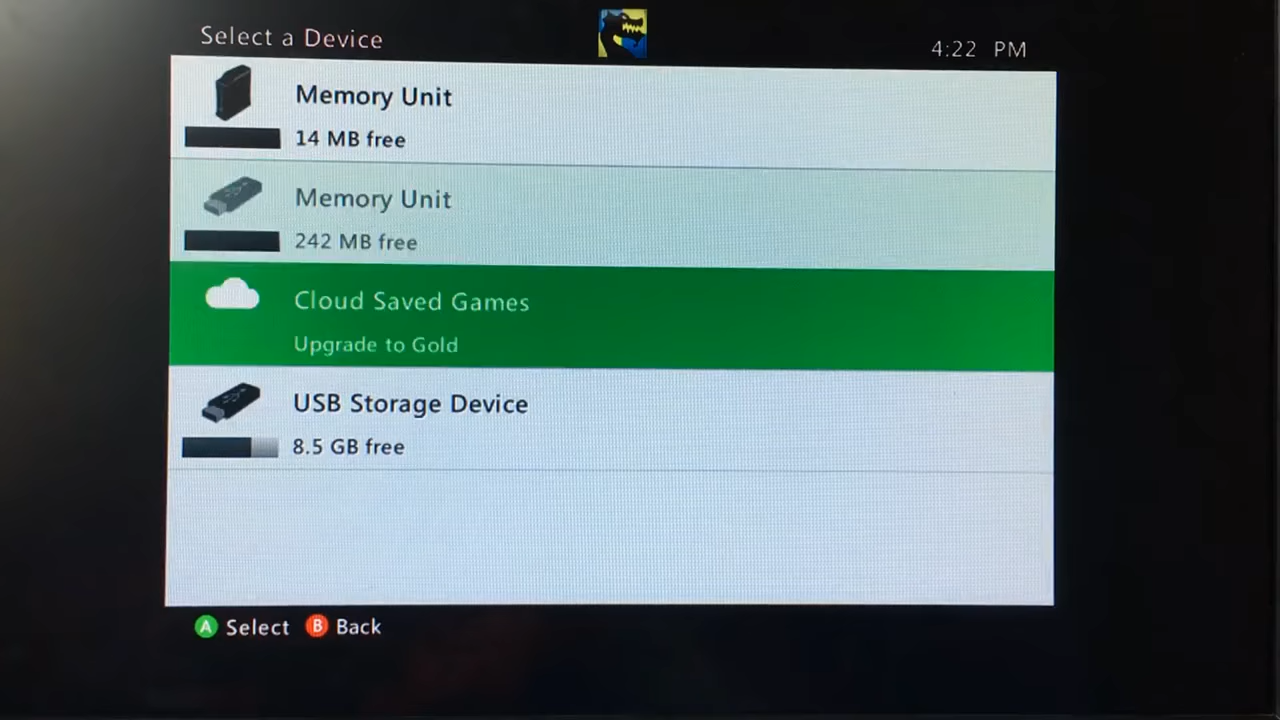 Select a Device
4:22 PM
Memory Unit
14 MB free
Memory Unit
242 MB free
Cloud Saved Games
Upgrade to Gold
USB Storage Device
8.5 GB free
A Select B Back